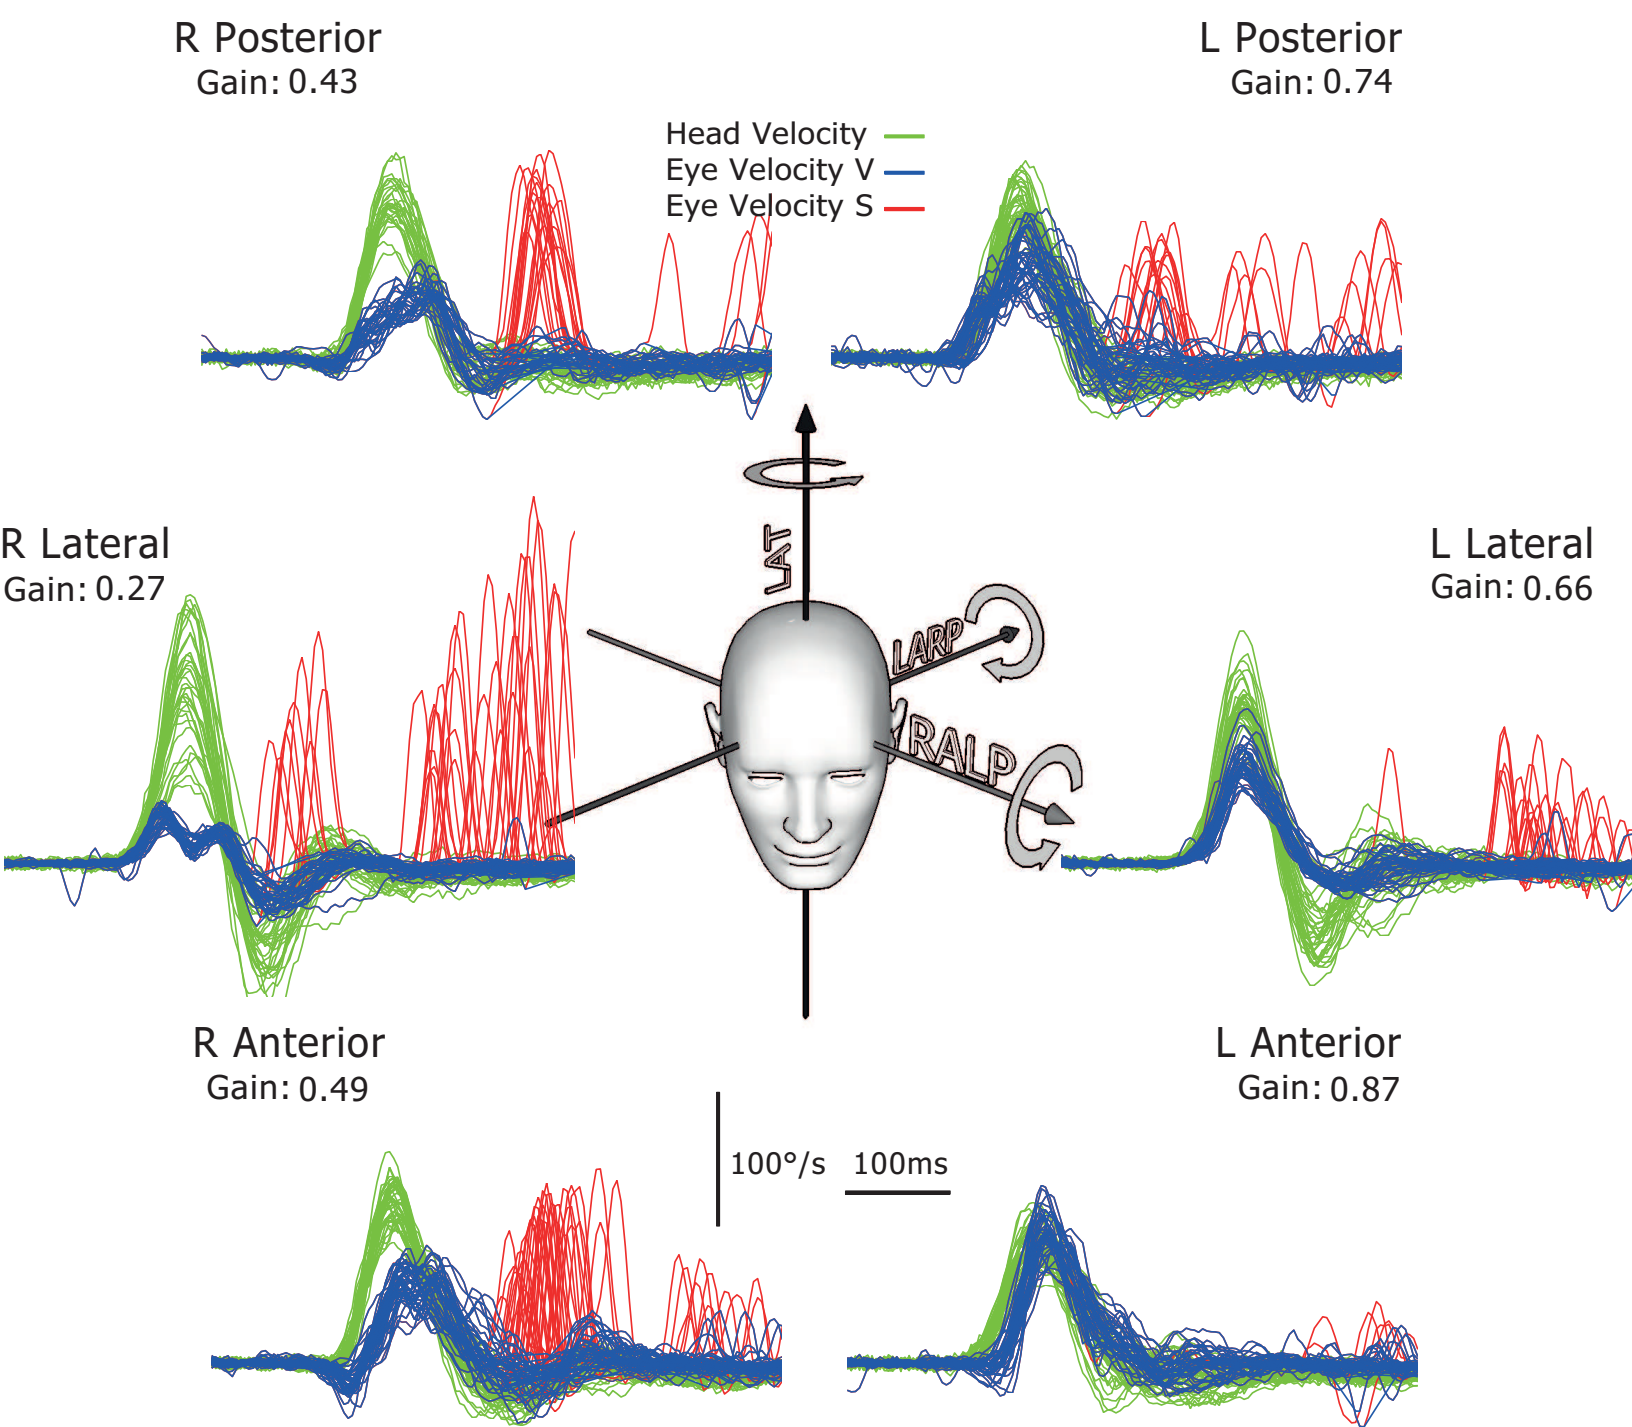 R Posterior
Gain: 0.43
L Posterior
Gain: 0.74
Head Velocity
Eye Velocity V
Eye Velocity S
R Lateral
Gain: 0.27
L Lateral
Gain: 0.66
LAT
LARP
RALP
R Anterior
Gain: 0.49
L Anterior
Gain: 0.87
100°/s 100ms